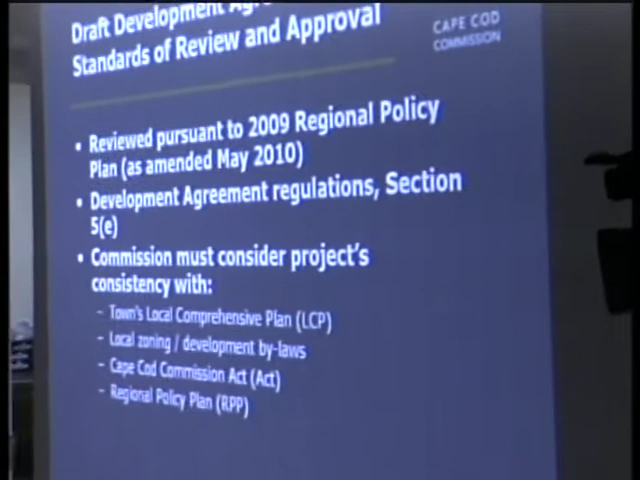 Draft Development
Standards of Review and Approval
CAPE COD
COMMISSION
• Reviewed pursuant to 2009 Regional Policy
Plan (as amended May 2010)
• Development Agreement regulations, Section
5(e)
• Commission must consider project's
consistency with:
– Town's Local Comprehensive Plan (LCP)
– Local zoning / development by-laws
– Cape Cod Commission Act (Act)
– Regional Policy Plan (RPP)